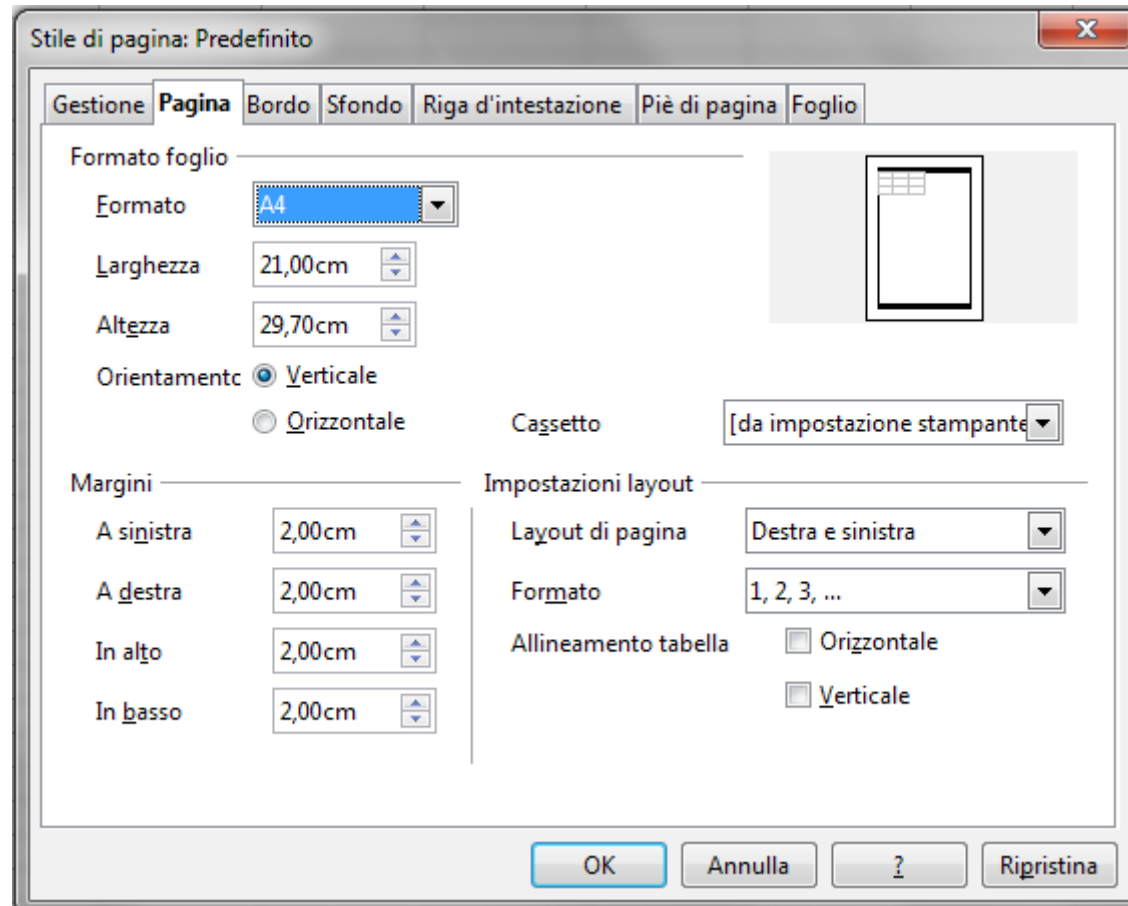 Stile di pagina: Predefinito
Gestione Pagina Bordo Sfondo Riga d'intestazione Piè di pagina Foglio
Formato foglio
Formato A4
Larghezza 21,00cm
Altezza 29,70cm
Orientamento Verticale
Orizzontale Cassetto [da impostazione stampante
Margini Impostazioni layout
A sinistra 2,00cm Layout di pagina Destra e sinistra
A destra 2,00cm Formato 1, 2, 3, ...
In alto 2,00cm Allineamento tabella Orizzontale
In basso 2,00cm Verticale
OK Annulla ? Ripristina